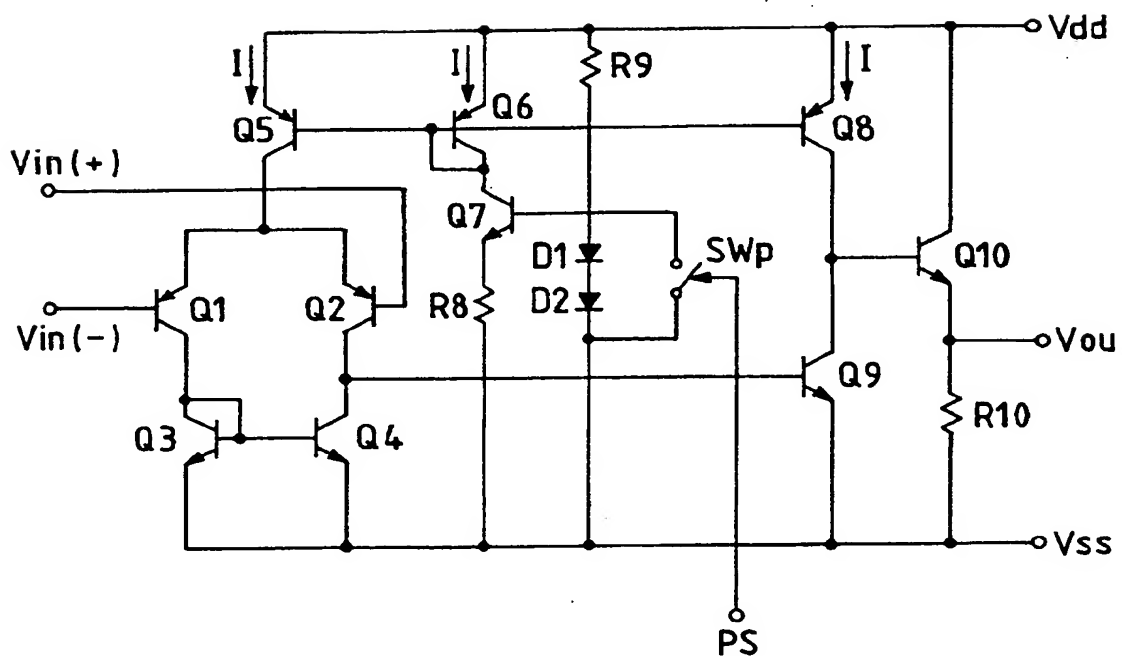 Vdd
I
I
I
R9
Q6
Q5
Q8
Vin(+)
Q7
SWp
D1
Q10
Q1
Q2
R8
D2
Vin(-)
Vou
Q9
R10
Q3
Q4
Vss
PS